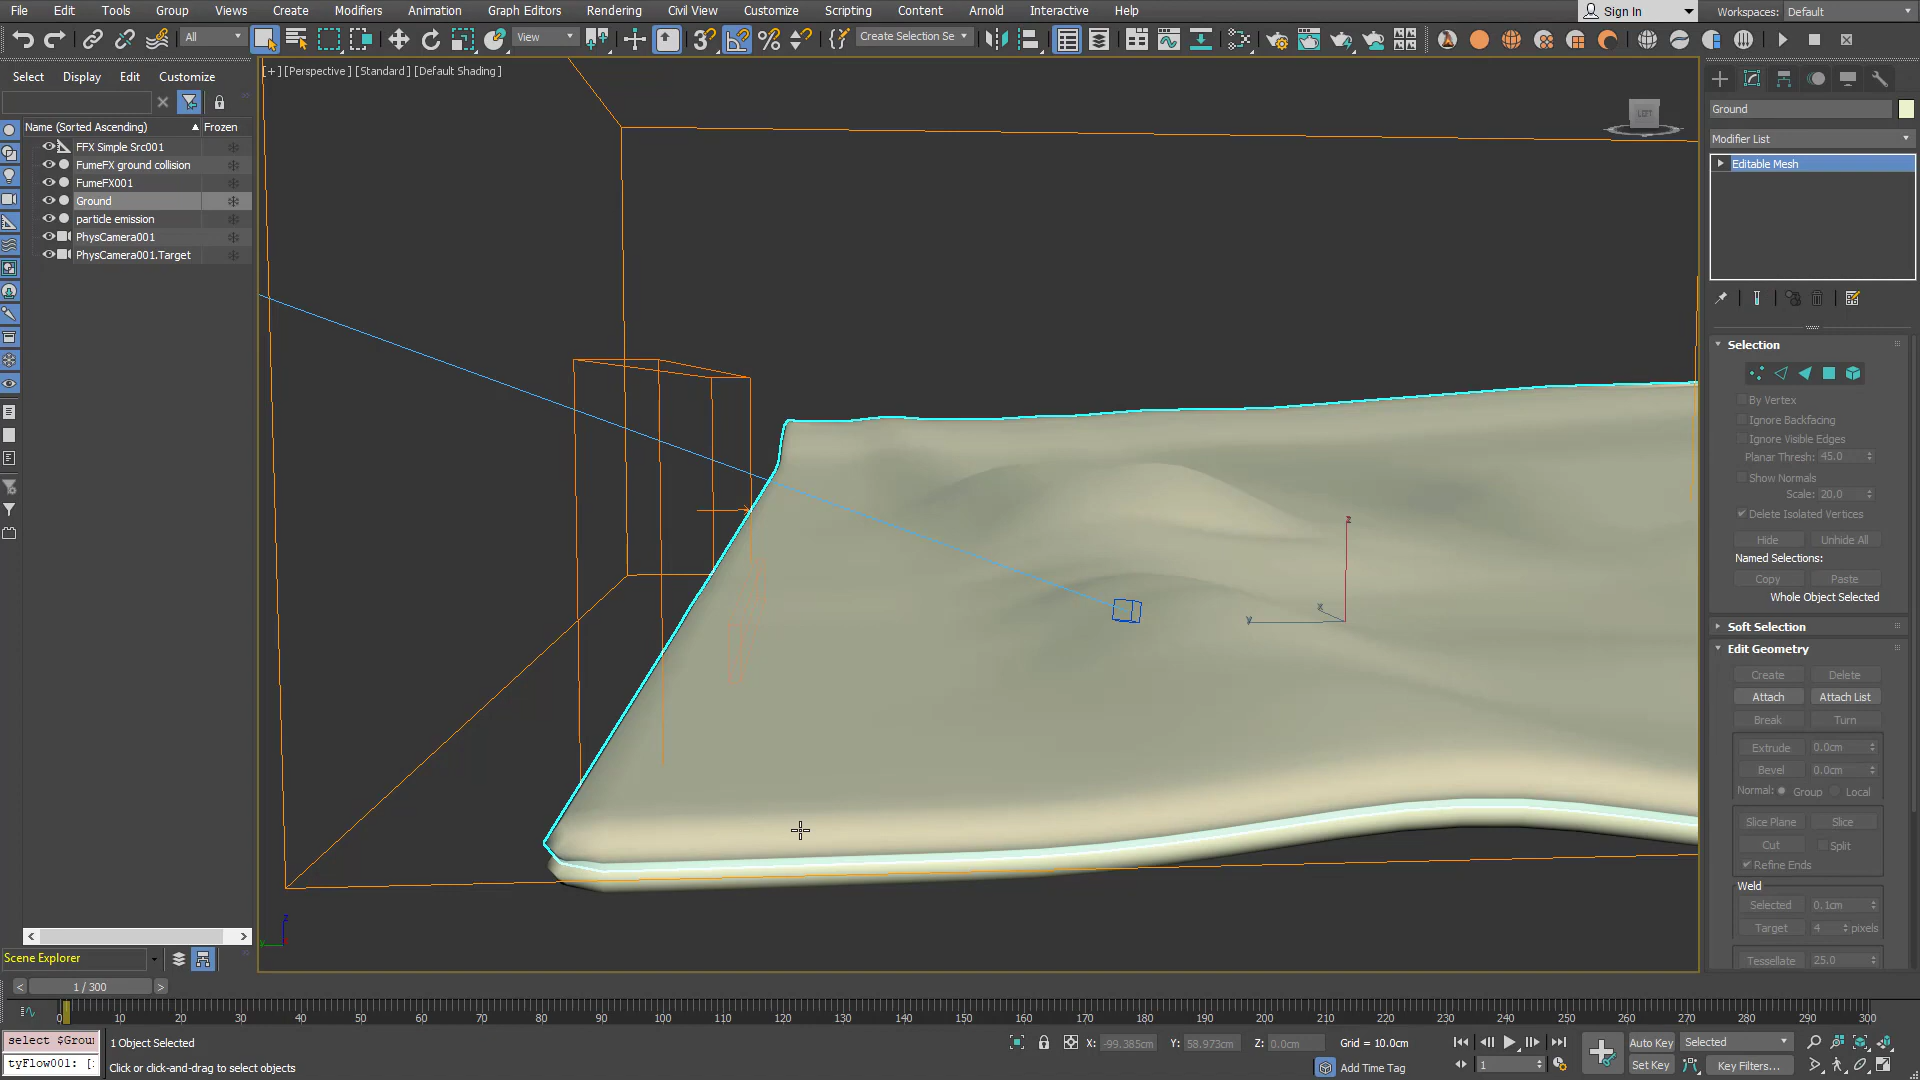 File Edit Tools Group Views Create Modifiers Animation Graph Editors Rendering Civil View Customize Scripting Content Arnold Interactive Help Sign In Workspaces: Default
All View Create Selection Se
Select Display Edit Customize
[+] [Perspective] [Standard] [Default Shading]
Name (Sorted Ascending) Frozen
FFX Simple Src001
FumeFX ground collision
FumeFX001
Ground
particle emission
PhysCamera001
PhysCamera001.Target
LEFT
z
x
y
z
y
Ground
Modifier List
Editable Mesh
Selection
By Vertex
Ignore Backfacing
Ignore Visible Edges
Planar Thresh: 45.0
Show Normals
Scale: 20.0
Delete Isolated Vertices
Hide Unhide All
Named Selections:
Copy Paste
Whole Object Selected
Soft Selection
Edit Geometry
Create Delete
Attach Attach List
Break Turn
Extrude 0.0cm
Bevel 0.0cm
Normal: Group Local
Slice Plane Slice
Cut Split
Refine Ends
Weld
Selected 0.1cm
Target 4 pixels
Tessellate 25.0
Scene Explorer
< 1 / 300 >
0 10 20 30 40 50 60 70 80 90 100 110 120 130 140 150 160 170 180 190 200 210 220 230 240 250 260 270 280 290 300
select $Grour
tyFlow001: [:
1 Object Selected
Click or click-and-drag to select objects
X: -99.385cm Y: 58.973cm Z: 0.0cm Grid = 10.0cm
Add Time Tag
1
Auto Key Selected
Set Key Key Filters...